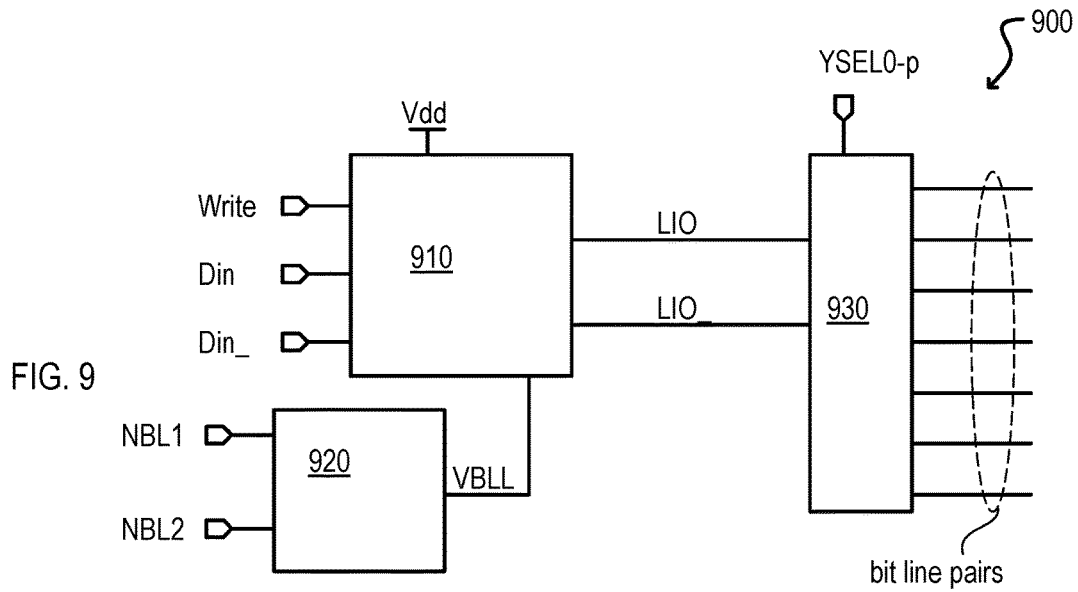 900
YSEL0-p
Vdd
Write
Din
Din_
910
LIO
LIO_
930
FIG. 9
NBL1
NBL2
920
VBLL
bit line pairs